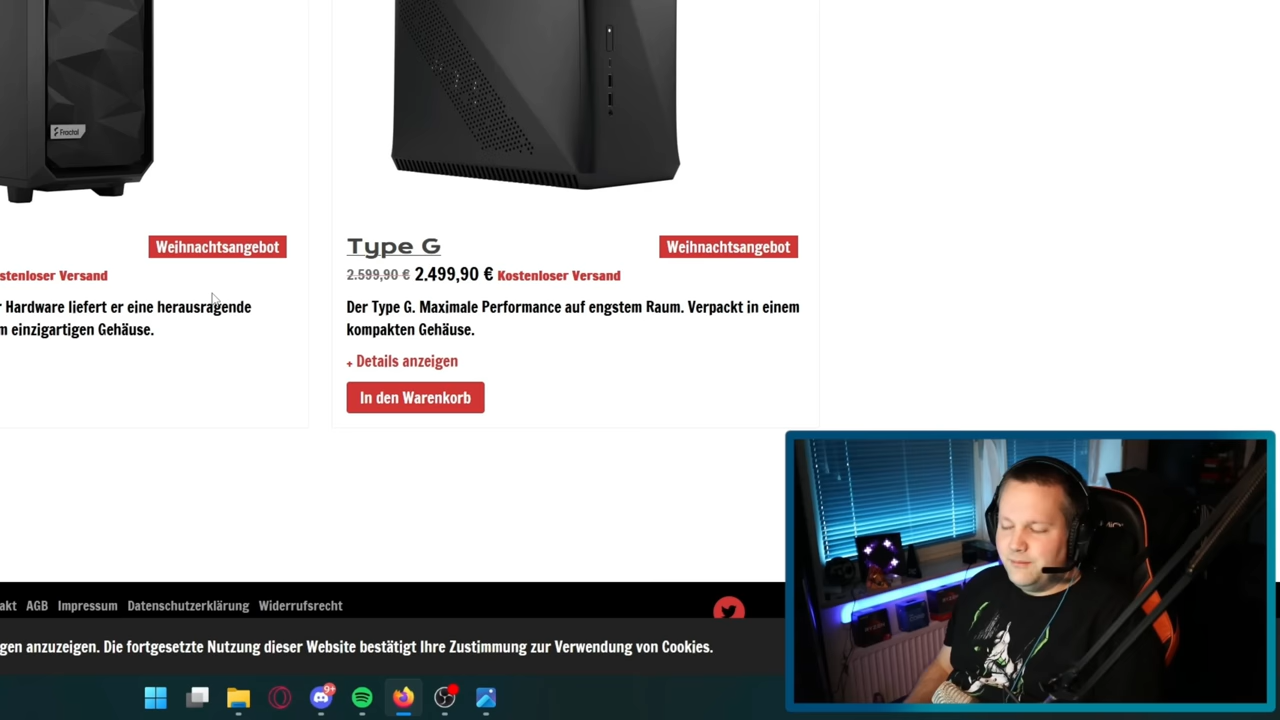 Fractal
Weihnachtsangebot
stenloser Versand
r Hardware liefert er eine herausragende
m einzigartigen Gehäuse.
Type G
Weihnachtsangebot
2.599,90 € 2.499,90 € Kostenloser Versand
Der Type G. Maximale Performance auf engstem Raum. Verpackt in einem
kompakten Gehäuse.
+ Details anzeigen
In den Warenkorb
akt AGB Impressum Datenschutzerklärung Widerrufsrecht
gen anzuzeigen. Die fortgesetzte Nutzung dieser Website bestätigt Ihre Zustimmung zur Verwendung von Cookies.
9+